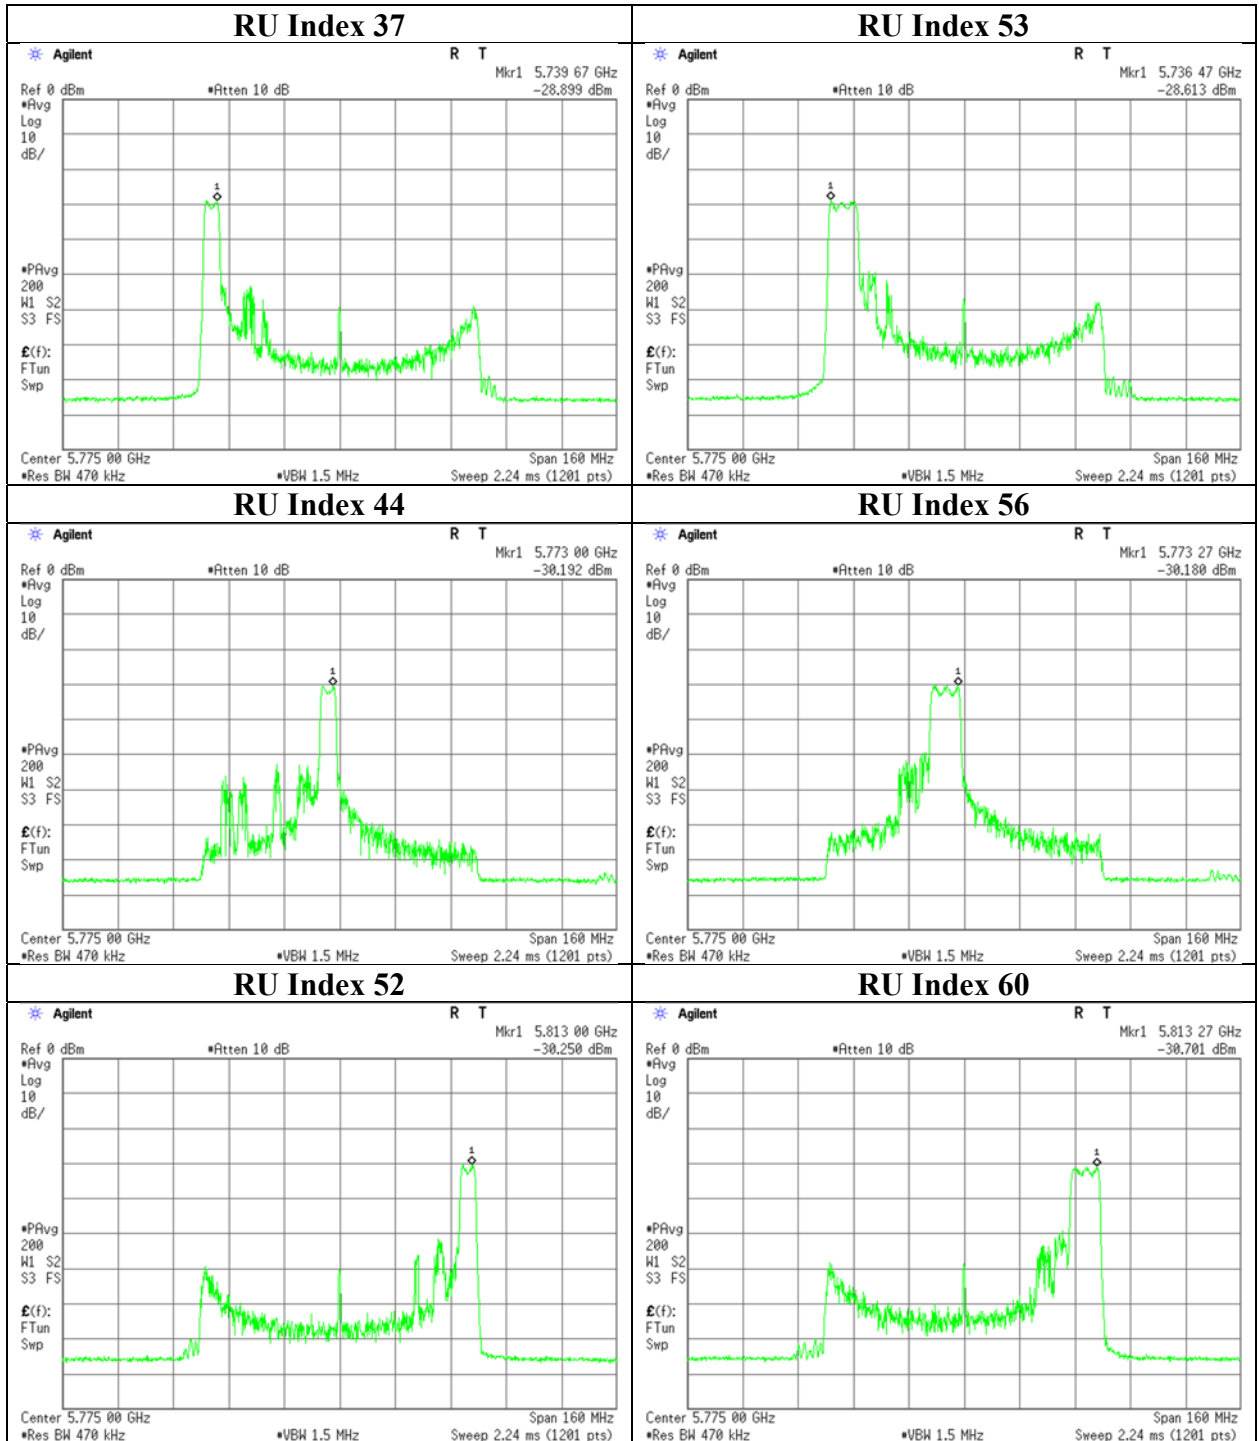 RU Index 37
Agilent
R T
Mkr1 5.739 67 GHz
Ref 0 dBm #Atten 10 dB -28.899 dBm
#Avg
Log
10
dB/
1
#PAvg
200
W1 S2
S3 FS
£(f):
FTun
Swp
Center 5.775 00 GHz Span 160 MHz
#Res BW 470 kHz #VBW 1.5 MHz Sweep 2.24 ms (1201 pts)
RU Index 53
Agilent
R T
Mkr1 5.736 47 GHz
Ref 0 dBm #Atten 10 dB -28.613 dBm
#Avg
Log
10
dB/
1
#PAvg
200
W1 S2
S3 FS
£(f):
FTun
Swp
Center 5.775 00 GHz Span 160 MHz
#Res BW 470 kHz #VBW 1.5 MHz Sweep 2.24 ms (1201 pts)
RU Index 44
Agilent
R T
Mkr1 5.773 00 GHz
Ref 0 dBm #Atten 10 dB -30.192 dBm
#Avg
Log
10
dB/
1
#PAvg
200
W1 S2
S3 FS
£(f):
FTun
Swp
Center 5.775 00 GHz Span 160 MHz
#Res BW 470 kHz #VBW 1.5 MHz Sweep 2.24 ms (1201 pts)
RU Index 56
Agilent
R T
Mkr1 5.773 27 GHz
Ref 0 dBm #Atten 10 dB -30.180 dBm
#Avg
Log
10
dB/
1
#PAvg
200
W1 S2
S3 FS
£(f):
FTun
Swp
Center 5.775 00 GHz Span 160 MHz
#Res BW 470 kHz #VBW 1.5 MHz Sweep 2.24 ms (1201 pts)
RU Index 52
Agilent
R T
Mkr1 5.813 00 GHz
Ref 0 dBm #Atten 10 dB -30.250 dBm
#Avg
Log
10
dB/
1
#PAvg
200
W1 S2
S3 FS
£(f):
FTun
Swp
Center 5.775 00 GHz Span 160 MHz
#Res BW 470 kHz #VBW 1.5 MHz Sweep 2.24 ms (1201 pts)
RU Index 60
Agilent
R T
Mkr1 5.813 27 GHz
Ref 0 dBm #Atten 10 dB -30.701 dBm
#Avg
Log
10
dB/
1
#PAvg
200
W1 S2
S3 FS
£(f):
FTun
Swp
Center 5.775 00 GHz Span 160 MHz
#Res BW 470 kHz #VBW 1.5 MHz Sweep 2.24 ms (1201 pts)